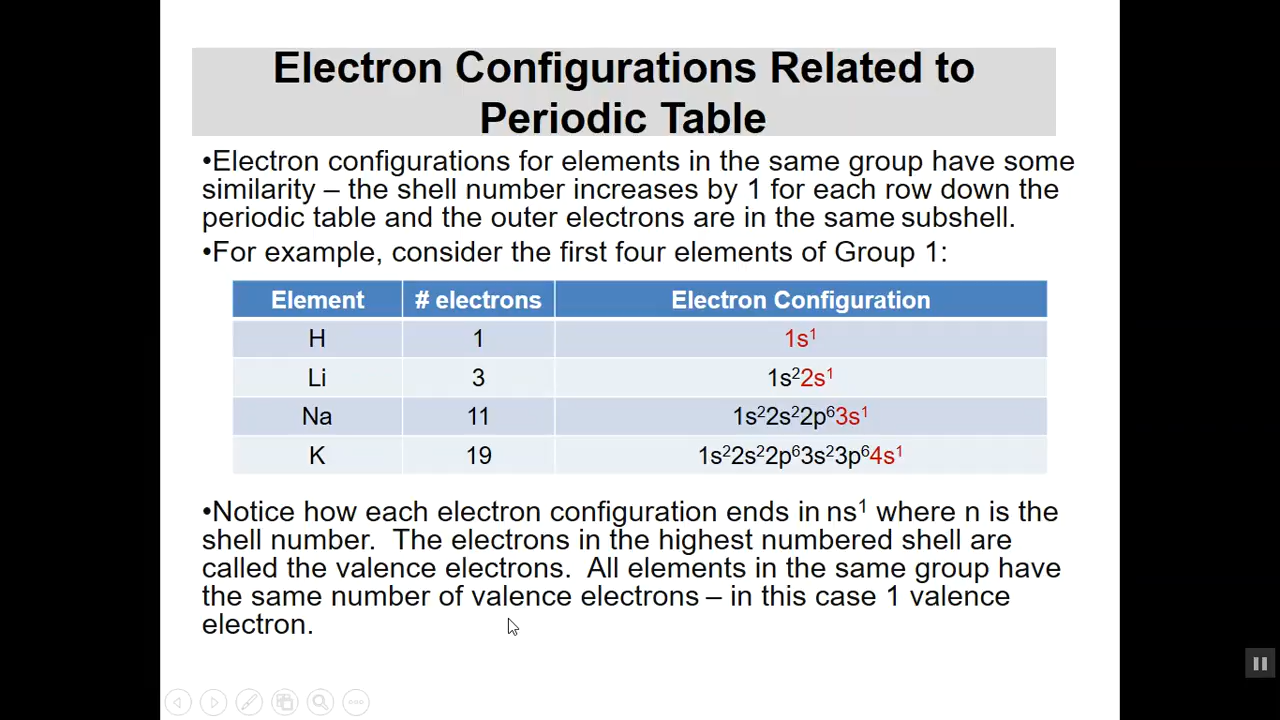 Electron Configurations Related to
Periodic Table
•Electron configurations for elements in the same group have some
similarity – the shell number increases by 1 for each row down the
periodic table and the outer electrons are in the same subshell.
•For example, consider the first four elements of Group 1:
Element # electrons Electron Configuration
H 1 1s¹
Li 3 1s²2s¹
Na 11 1s²2s²2p⁶3s¹
K 19 1s²2s²2p⁶3s²3p⁶4s¹
•Notice how each electron configuration ends in ns¹ where n is the
shell number.  The electrons in the highest numbered shell are
called the valence electrons.  All elements in the same group have
the same number of valence electrons – in this case 1 valence
electron.